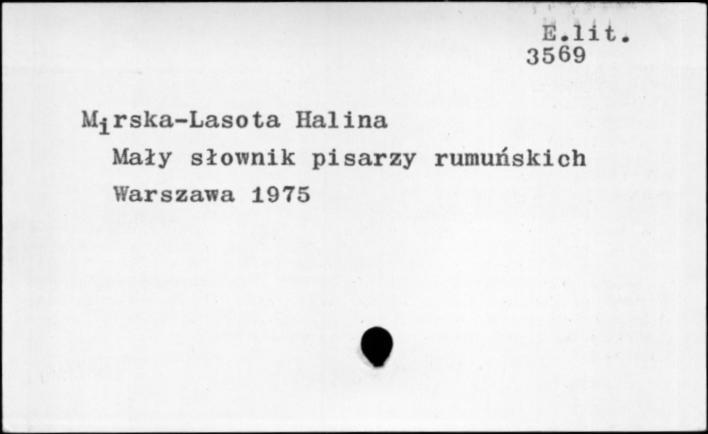 E.lit.
3569
Mirska-Lasota Halina
Mały słownik pisarzy rumuńskich
Warszawa 1975